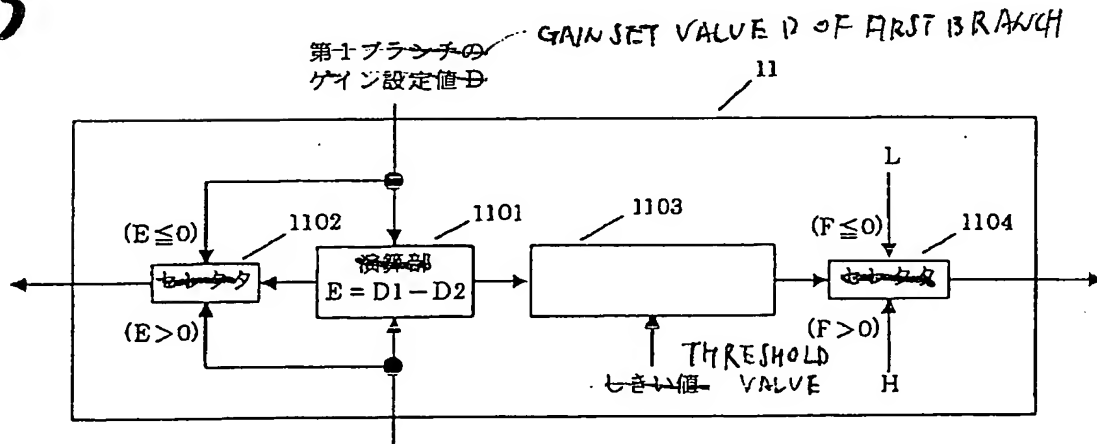 GAIN SET VALUE D OF FIRST BRANCH
第1ブランチの
ゲイン設定値D
11
L
(E≦0)
1102
1101
1103
(F≦0)
1104
セレクタ
演算部
E=D1−D2
セレクタ
(E>0)
(F>0)
THRESHOLD
しきい値
VALUE
H